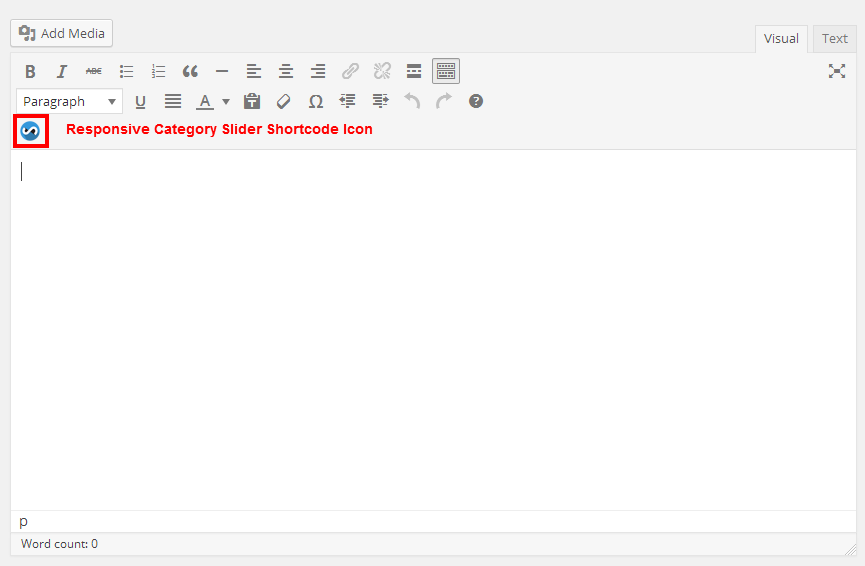 Add Media
Visual Text
B I ABC
Paragraph U A T Ω ?
Responsive Category Slider Shortcode Icon
p
Word count: 0